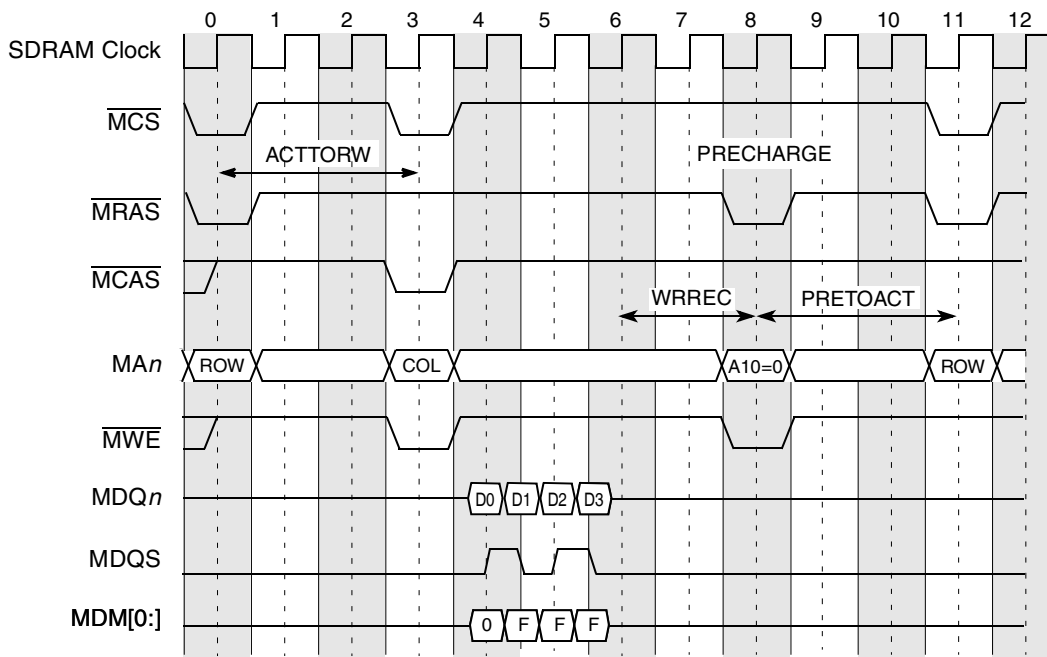 0 1 2 3 4 5 6 7 8 9 10 11 12
SDRAM Clock
MCS
ACTTORW
PRECHARGE
MRAS
MCAS
WRREC PRETOACT
MAn ROW COL A10=0 ROW
MWE
MDQn D0 D1 D2 D3
MDQS
MDM[0:] 0 F F F